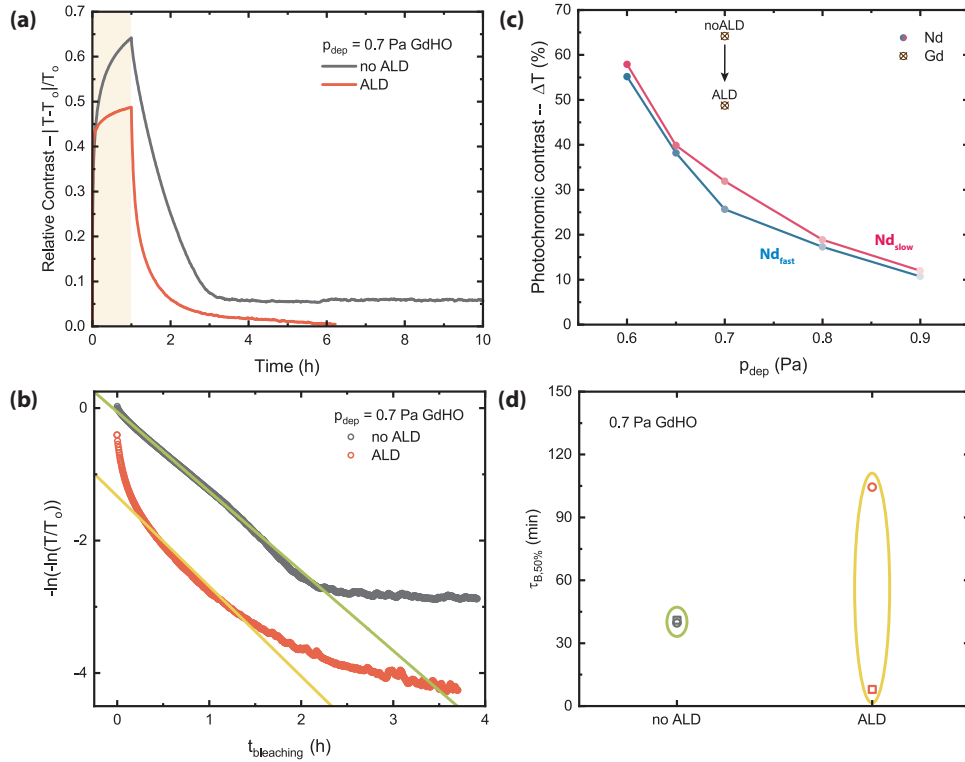 (a)
p_dep = 0.7 Pa GdHO
no ALD
ALD
Relative Contrast – |T-T_o|/T_o
0.7
0.6
0.5
0.4
0.3
0.2
0.1
0.0
0 2 4 6 8 10
Time (h)
(b)
p_dep = 0.7 Pa GdHO
no ALD
ALD
-ln(-ln(T/T_o))
0
-2
-4
0 1 2 3 4
t_bleaching (h)
(c)
Nd
Gd
noALD
ALD
Nd_slow
Nd_fast
Photochromic contrast -- ΔT (%)
70
60
50
40
30
20
10
0
0.6 0.7 0.8 0.9
p_dep (Pa)
(d)
0.7 Pa GdHO
τ_B,50% (min)
150
120
90
60
30
0
no ALD ALD